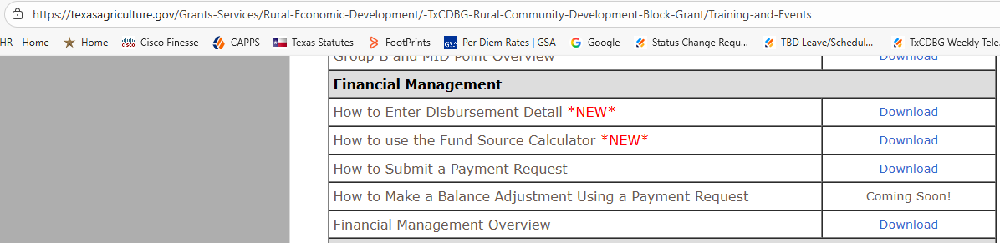 https://texasagriculture.gov/Grants-Services/Rural-Economic-Development/-TxCDBG-Rural-Community-Development-Block-Grant/Training-and-Events
HR - Home Home Cisco Finesse CAPPS Texas Statutes FootPrints GSA Per Diem Rates | GSA Google Status Change Requ... TBD Leave/Schedul... TxCDBG Weekly Tele
Group B and MID Point Overview Download
Financial Management
How to Enter Disbursement Detail *NEW* Download
How to use the Fund Source Calculator *NEW* Download
How to Submit a Payment Request Download
How to Make a Balance Adjustment Using a Payment Request Coming Soon!
Financial Management Overview Download